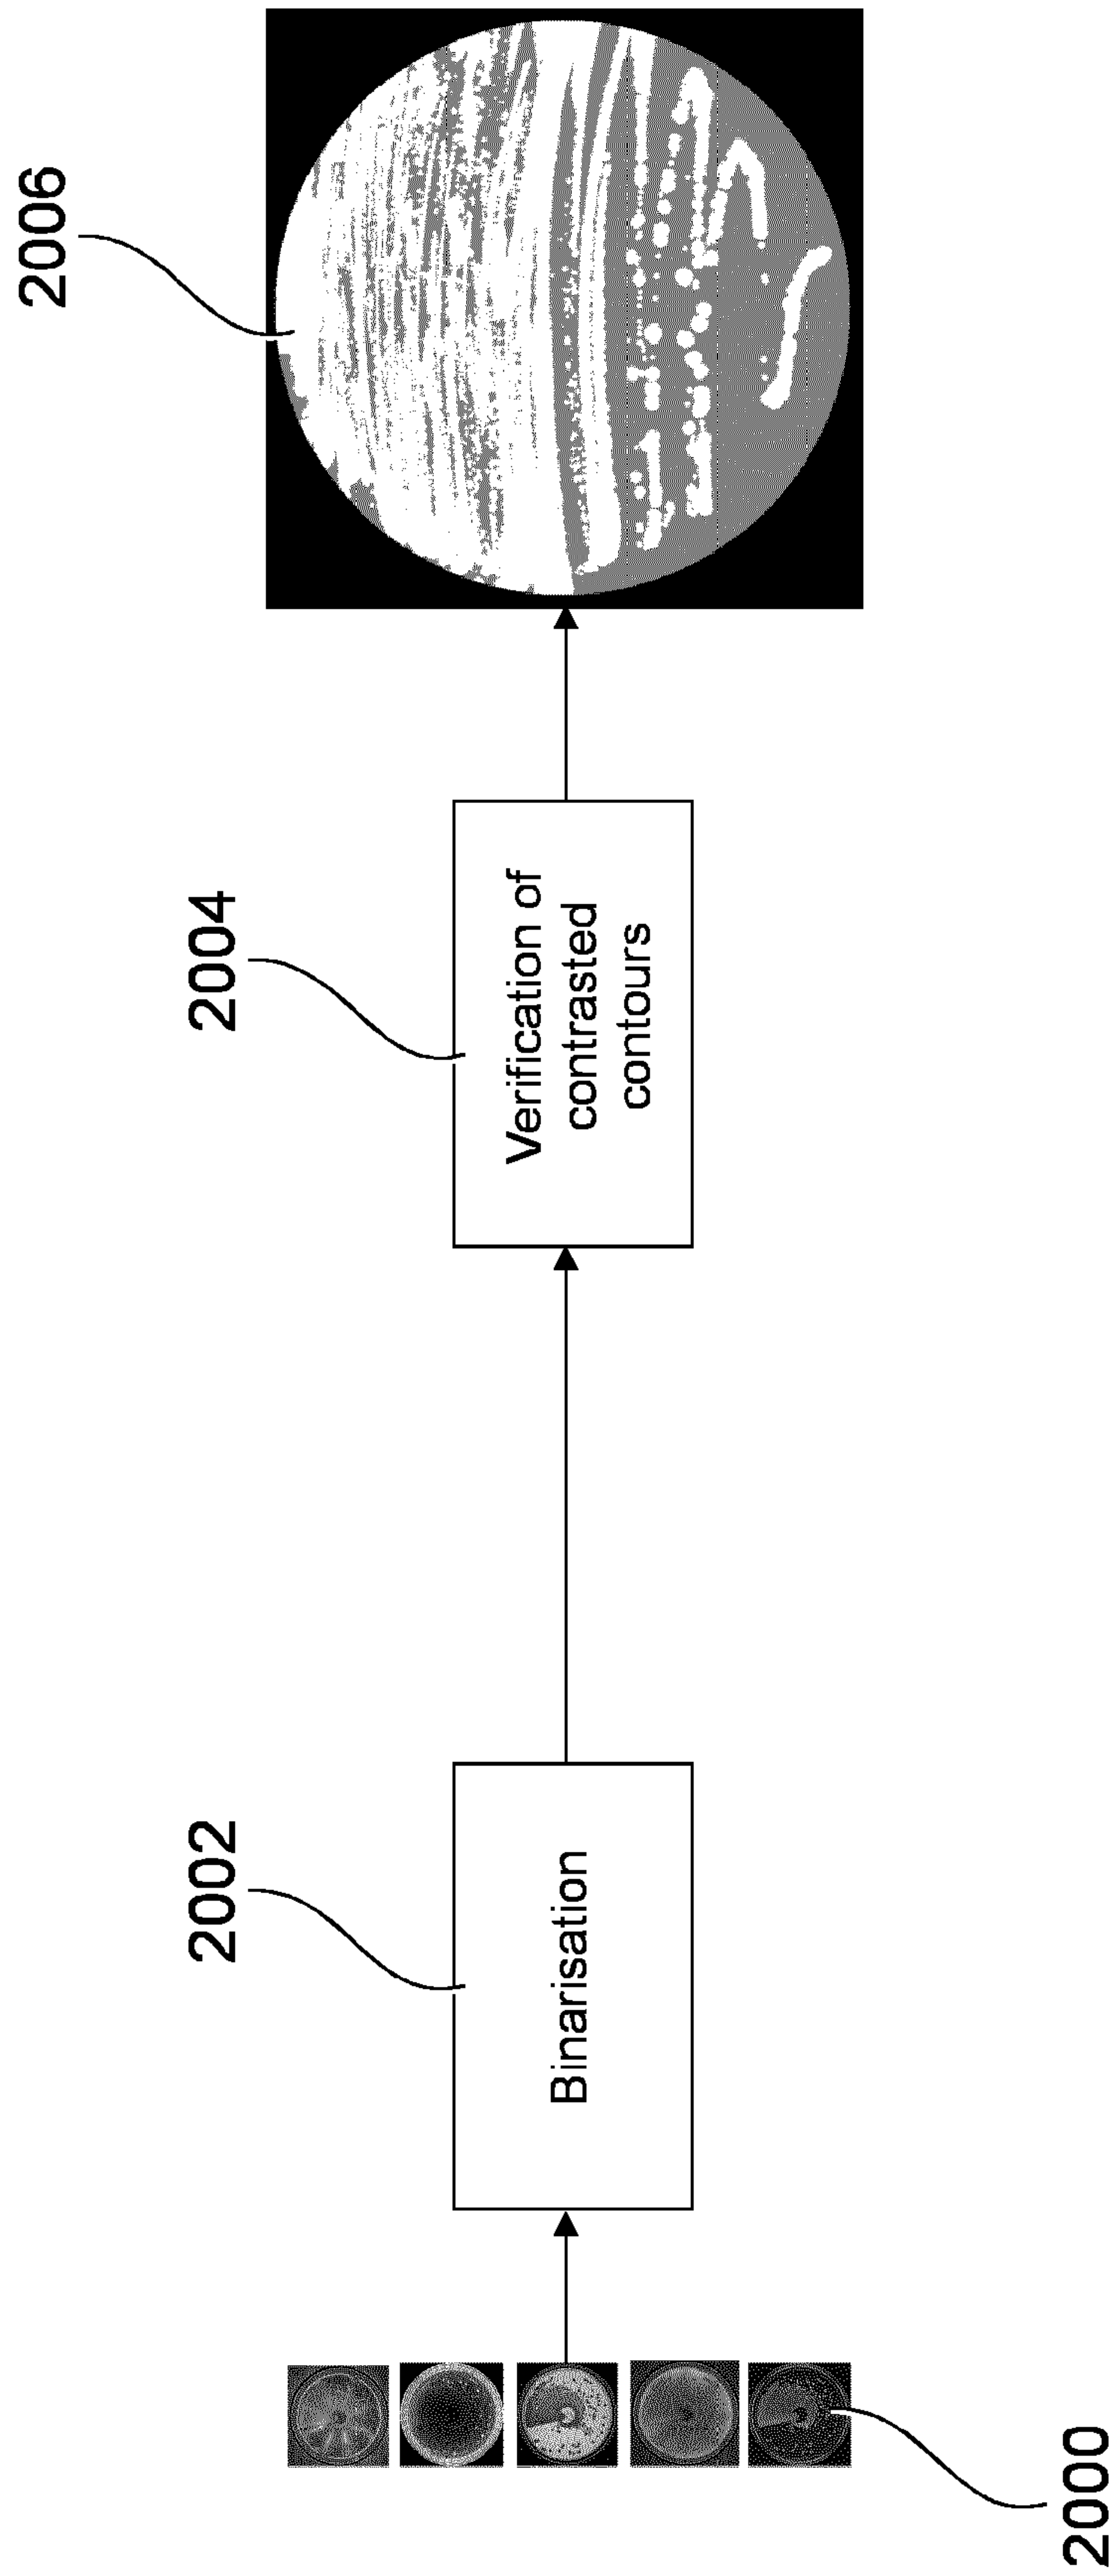 2000
2002
Binarisation
2004
Verification of
contrasted
contours
2006